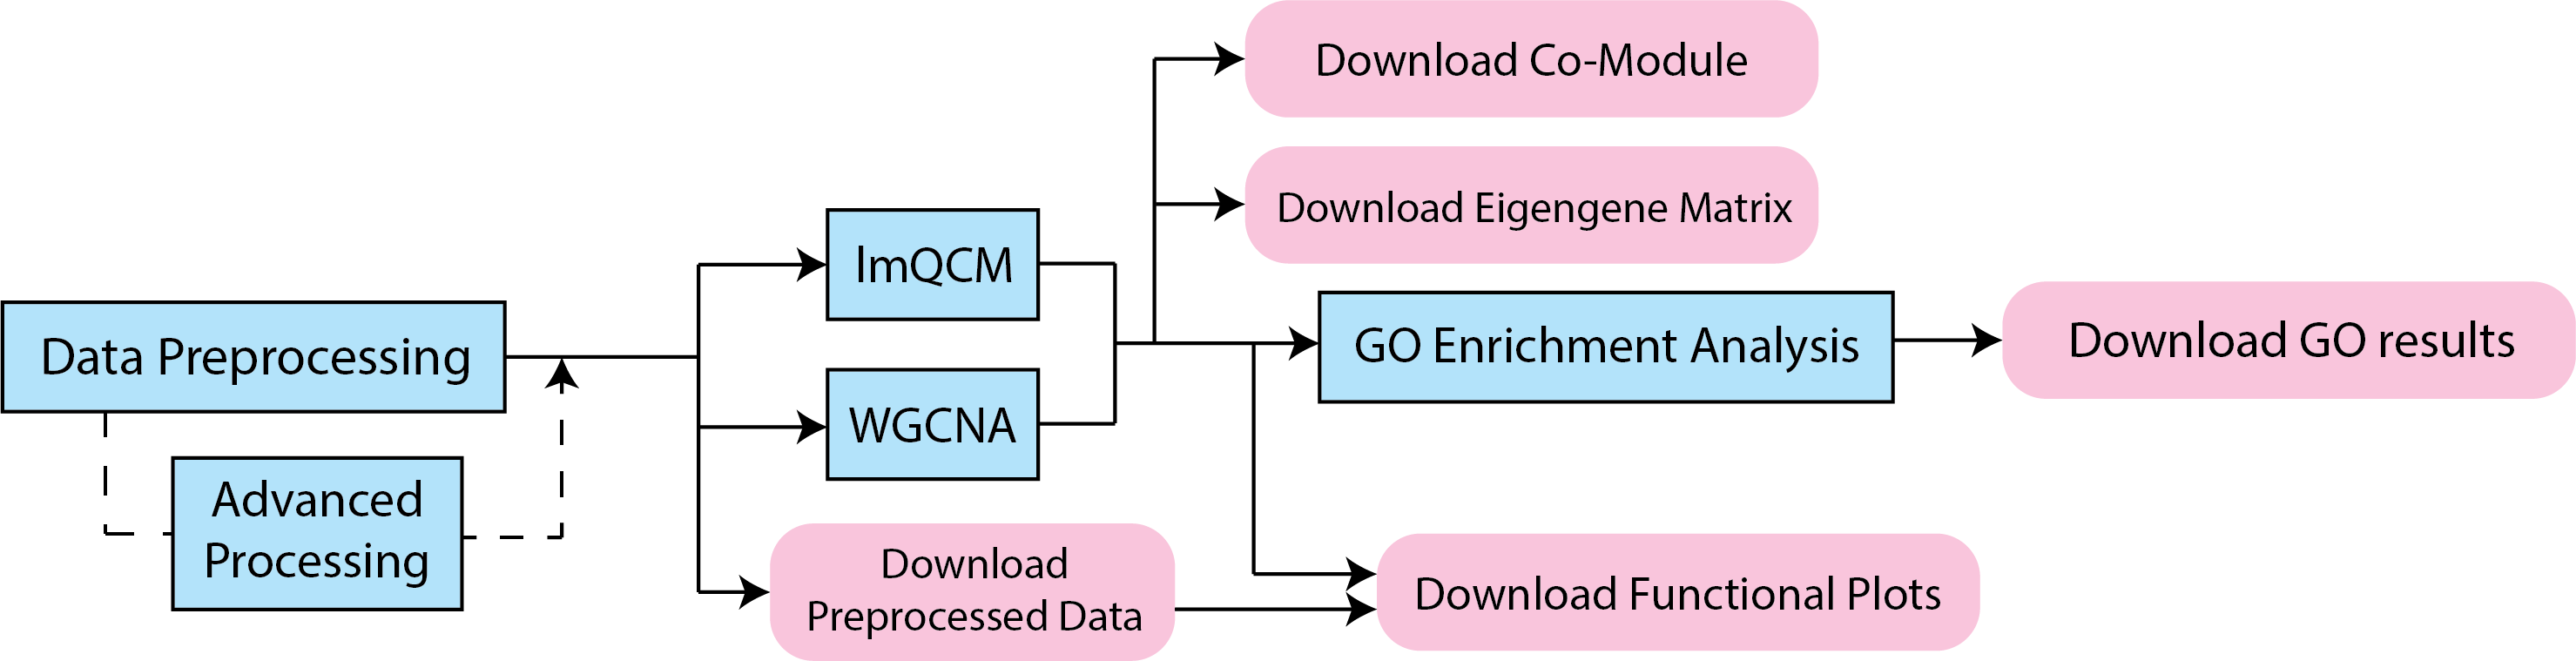 Download Co-Module
Download Eigengene Matrix
lmQCM
Data Preprocessing
GO Enrichment Analysis
Download GO results
WGCNA
Advanced
Processing
Download
Preprocessed Data
Download Functional Plots